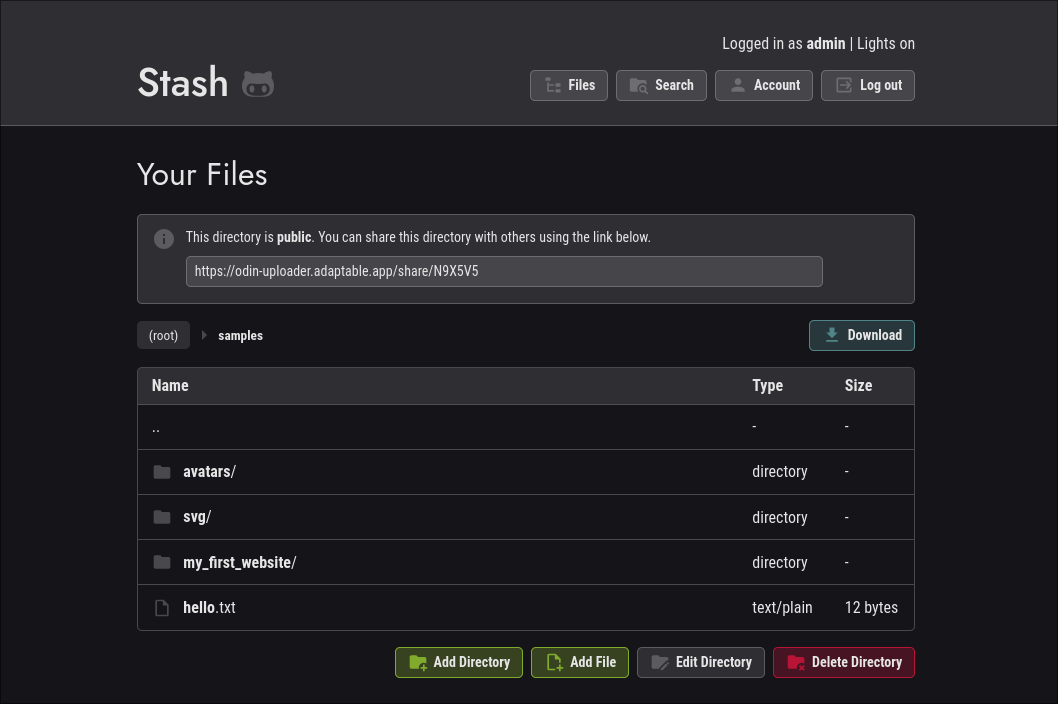 Logged in as admin | Lights on
Stash
Files Search Account Log out
Your Files
This directory is public. You can share this directory with others using the link below.
https://odin-uploader.adaptable.app/share/N9X5V5
(root) samples Download
Name Type Size
.. - -
avatars/ directory -
svg/ directory -
my_first_website/ directory -
hello.txt text/plain 12 bytes
Add Directory Add File Edit Directory Delete Directory